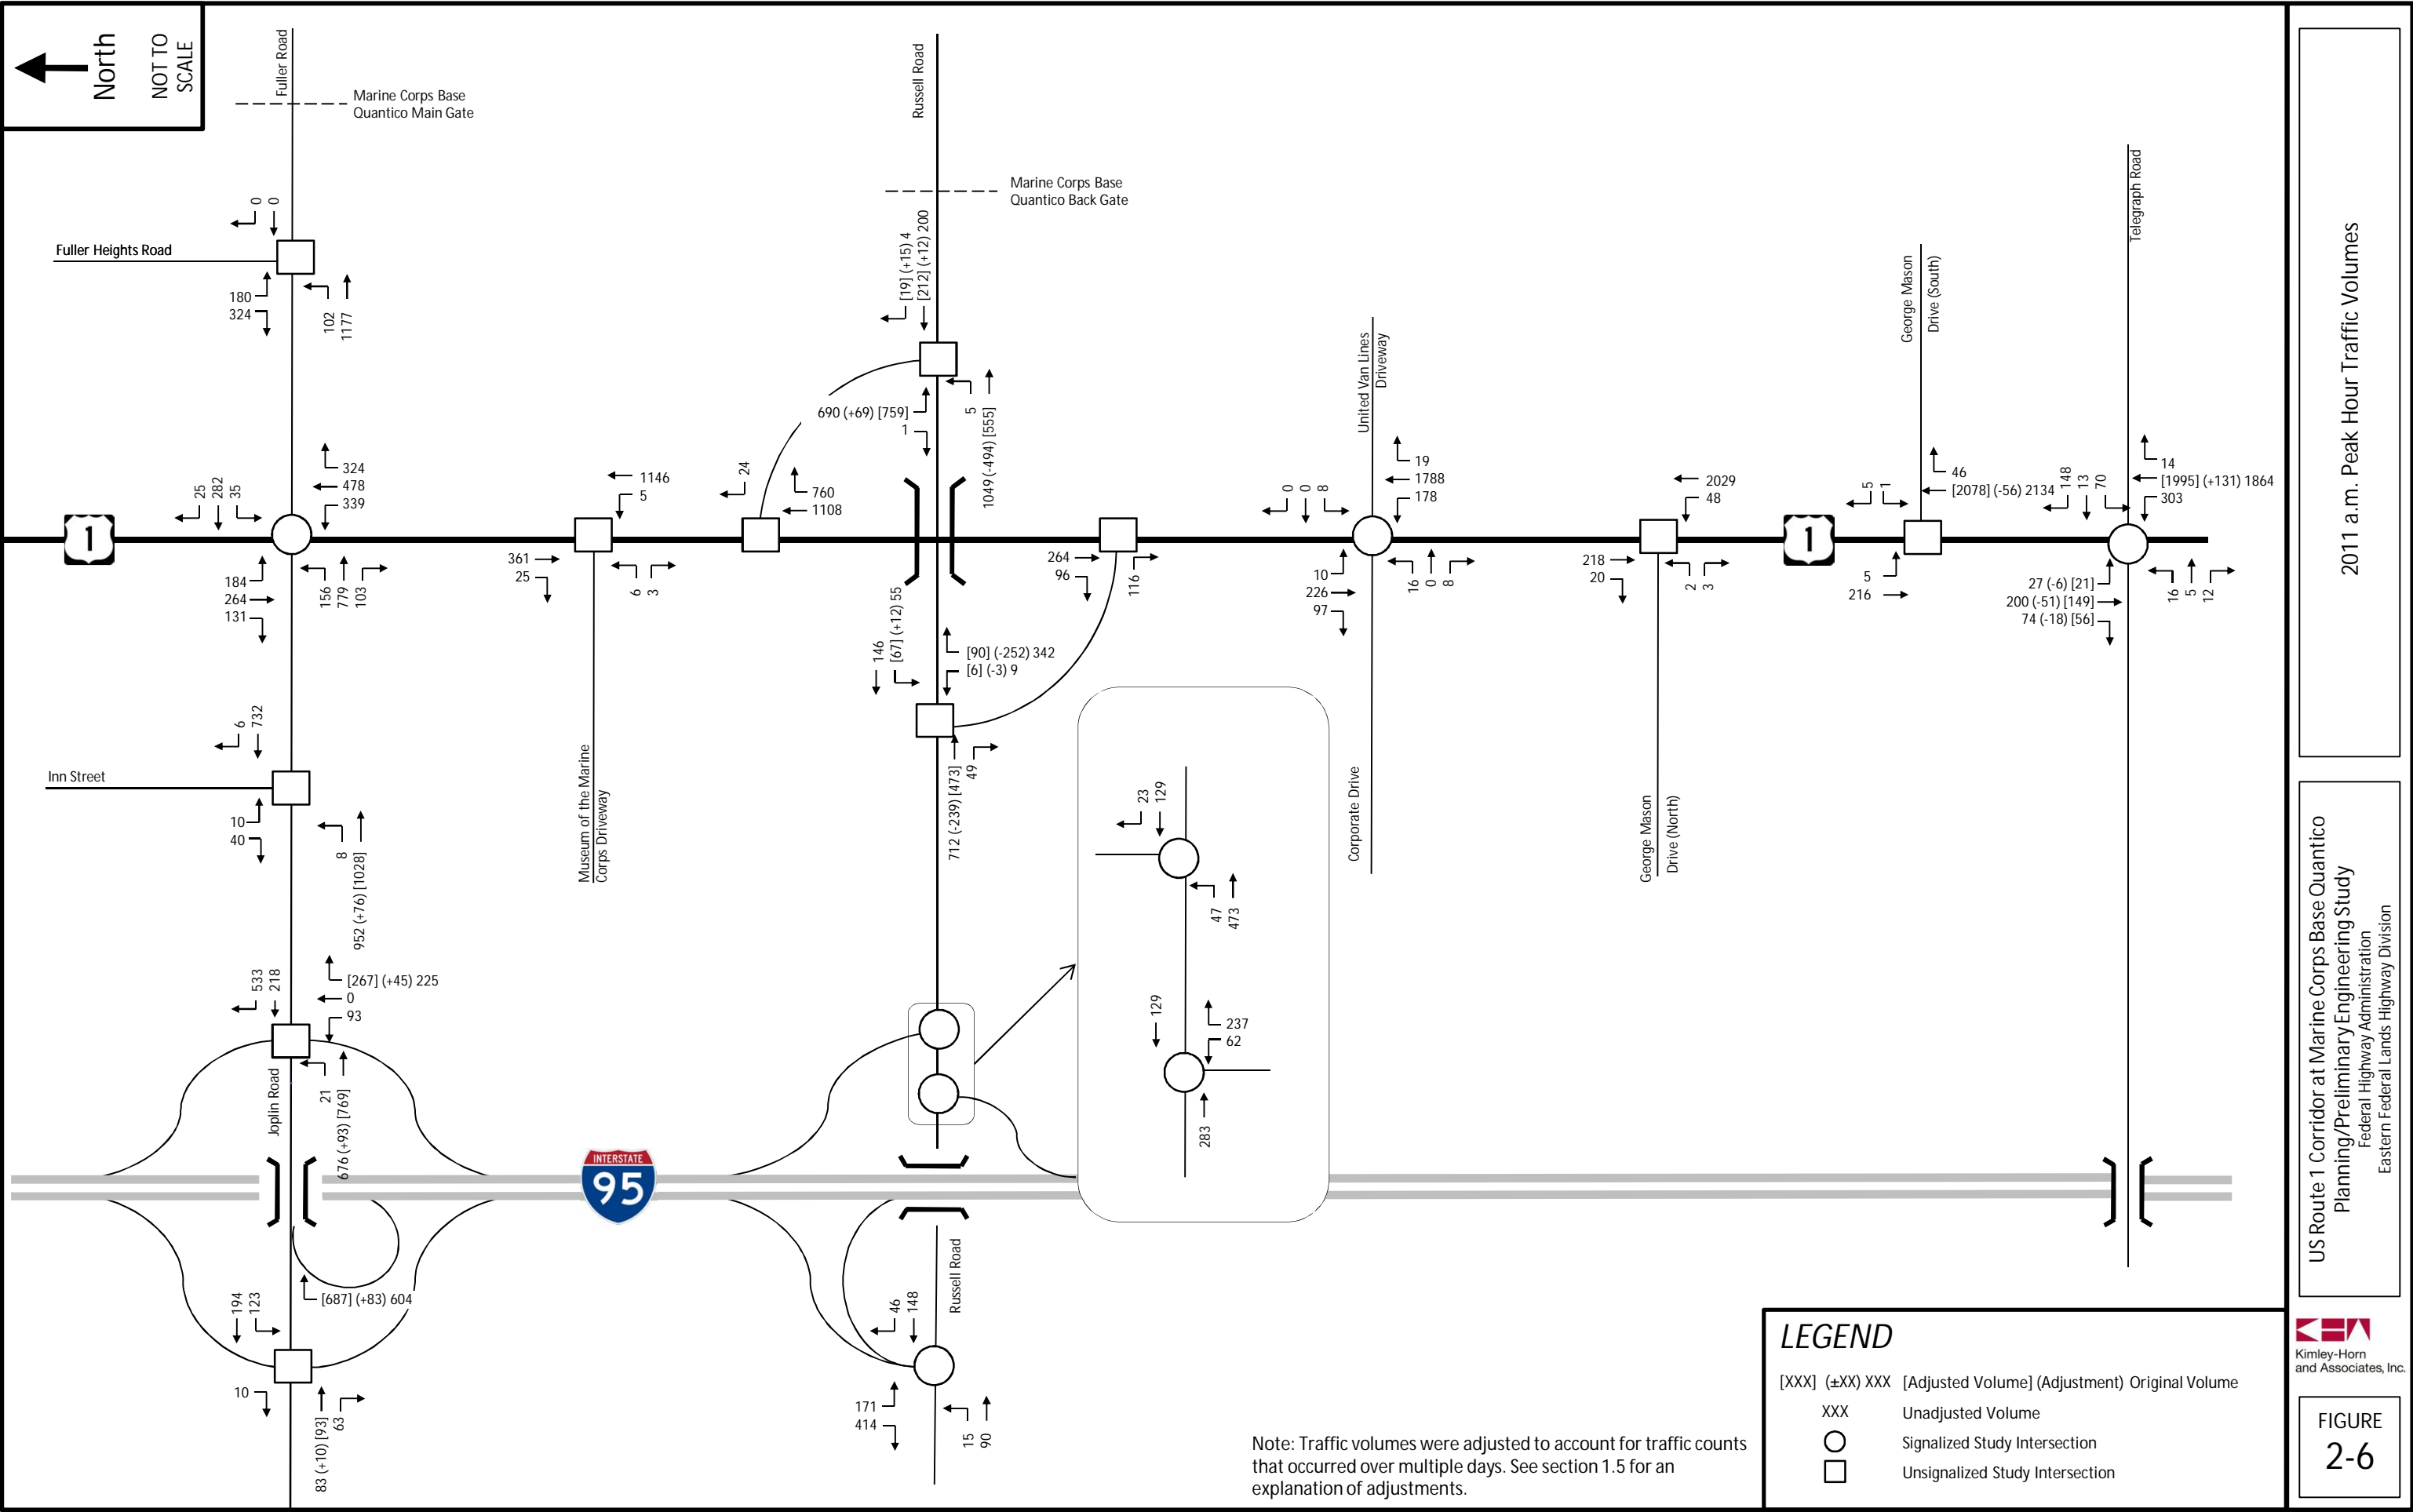 North
NOT TO
SCALE
Fuller Road
Marine Corps Base
Quantico Main Gate
0
0
Fuller Heights Road
180
324
102
1177
Russell Road
Marine Corps Base
Quantico Back Gate
[19] (+15) 4
[212] (+12) 200
690 (+69) [759]
1
5
1049 (-494) [555]
25
282
35
324
478
339
1
184
264
131
156
779
103
1146
5
361
25
6
3
Museum of the Marine
Corps Driveway
24
760
1108
264
96
116
146
[67] (+12) 55
[90] (-252) 342
[6] (-3) 9
712 (-239) [473]
49
United Van Lines
Driveway
0
0
8
19
1788
178
10
226
97
16
0
8
Corporate Drive
2029
48
218
20
2
3
George Mason
Drive (North)
1
George Mason
Drive (South)
5
1
46
[2078] (-56) 2134
5
216
Telegraph Road
148
13
70
14
[1995] (+131) 1864
303
27 (-6) [21]
200 (-51) [149]
74 (-18) [56]
16
5
12
6
732
Inn Street
10
40
8
952 (+76) [1028]
533
218
[267] (+45) 225
0
93
Joplin Road
21
676 (+93) [769]
[687] (+83) 604
194
123
10
83 (+10) [93]
63
INTERSTATE
95
23
129
47
473
129
237
62
283
Russell Road
46
148
171
414
15
90
Note: Traffic volumes were adjusted to account for traffic counts
that occurred over multiple days. See section 1.5 for an
explanation of adjustments.
LEGEND
[XXX] (±XX) XXX [Adjusted Volume] (Adjustment) Original Volume
XXX Unadjusted Volume
Signalized Study Intersection
Unsignalized Study Intersection
2011 a.m. Peak Hour Traffic Volumes
US Route 1 Corridor at Marine Corps Base Quantico
Planning/Preliminary Engineering Study
Federal Highway Administration
Eastern Federal Lands Highway Division
Kimley-Horn
and Associates, Inc.
FIGURE
2-6